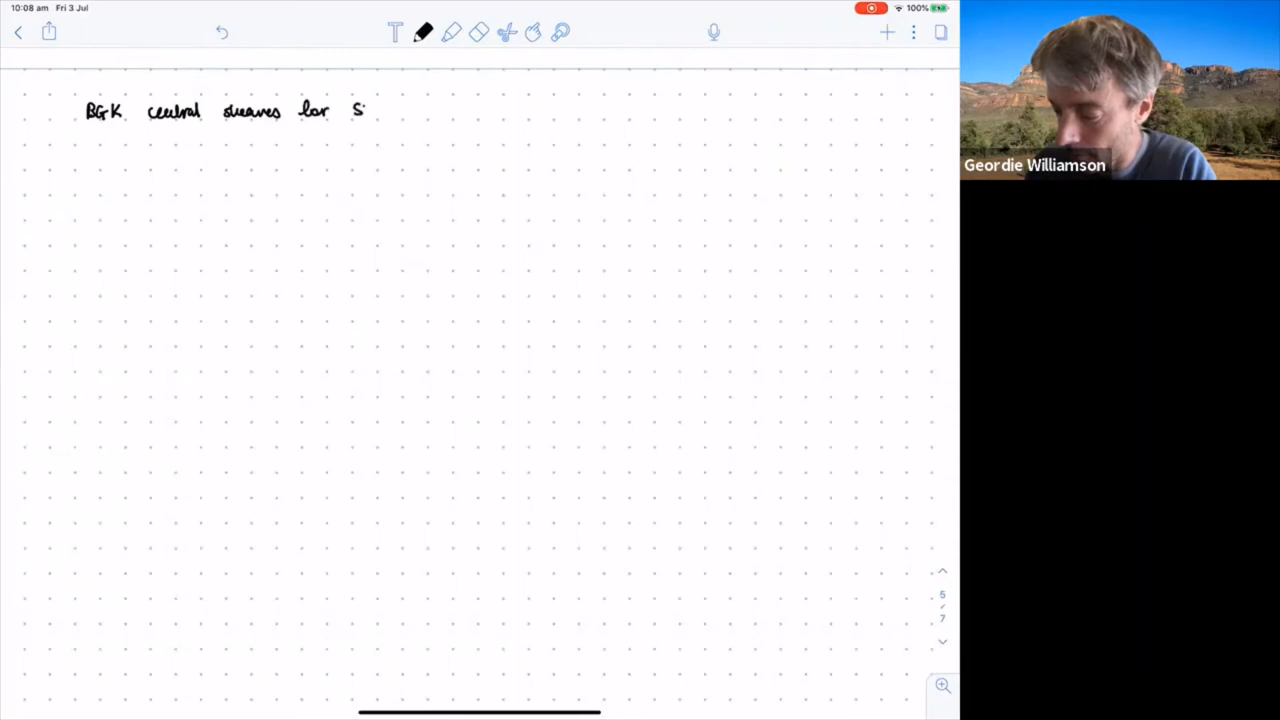 10:08 am Fri 3 Jul
100%
T
BGK central sheaves for S
Geordie Williamson
5
7